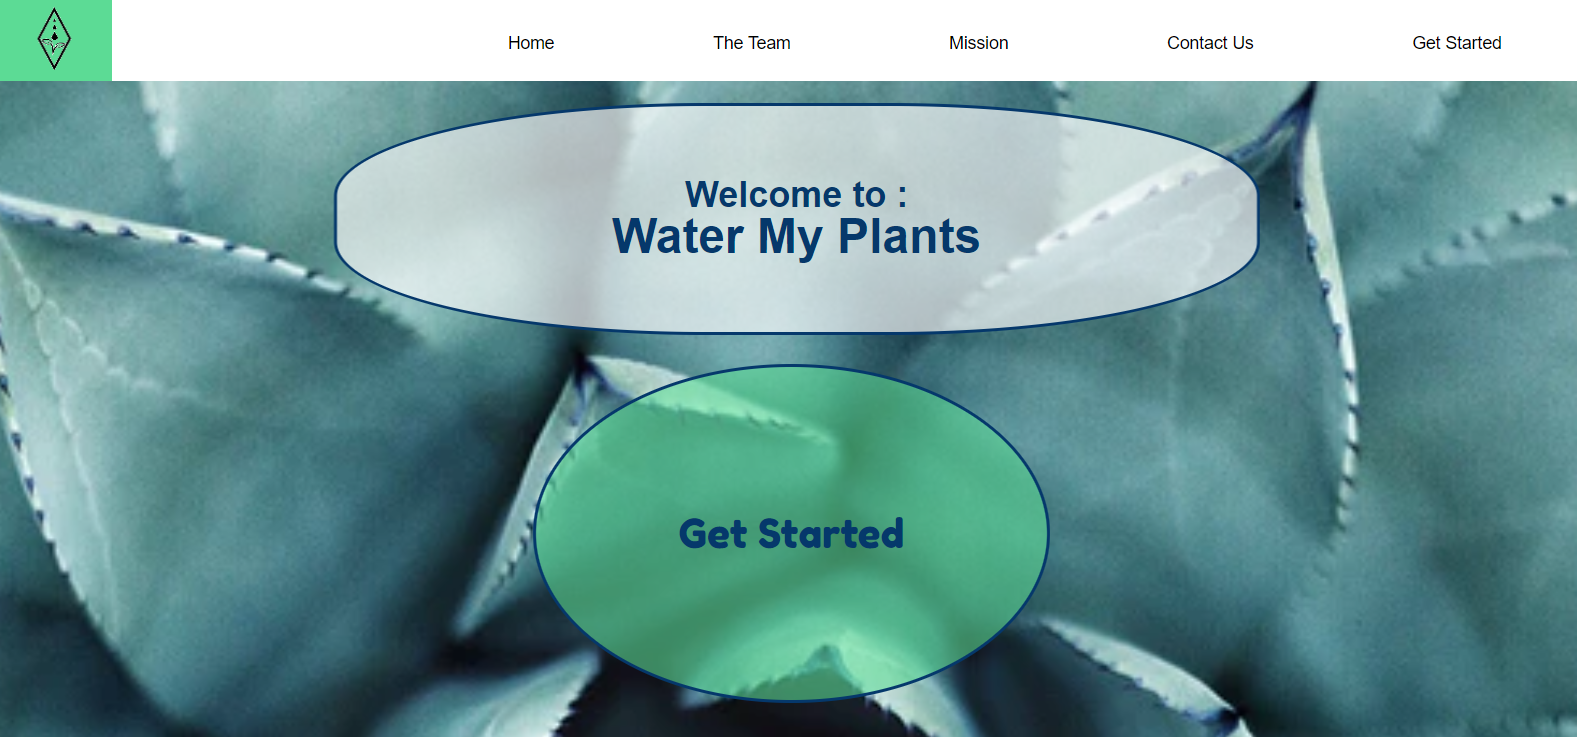 Home The Team Mission Contact Us Get Started
Welcome to :
Water My Plants
Get Started